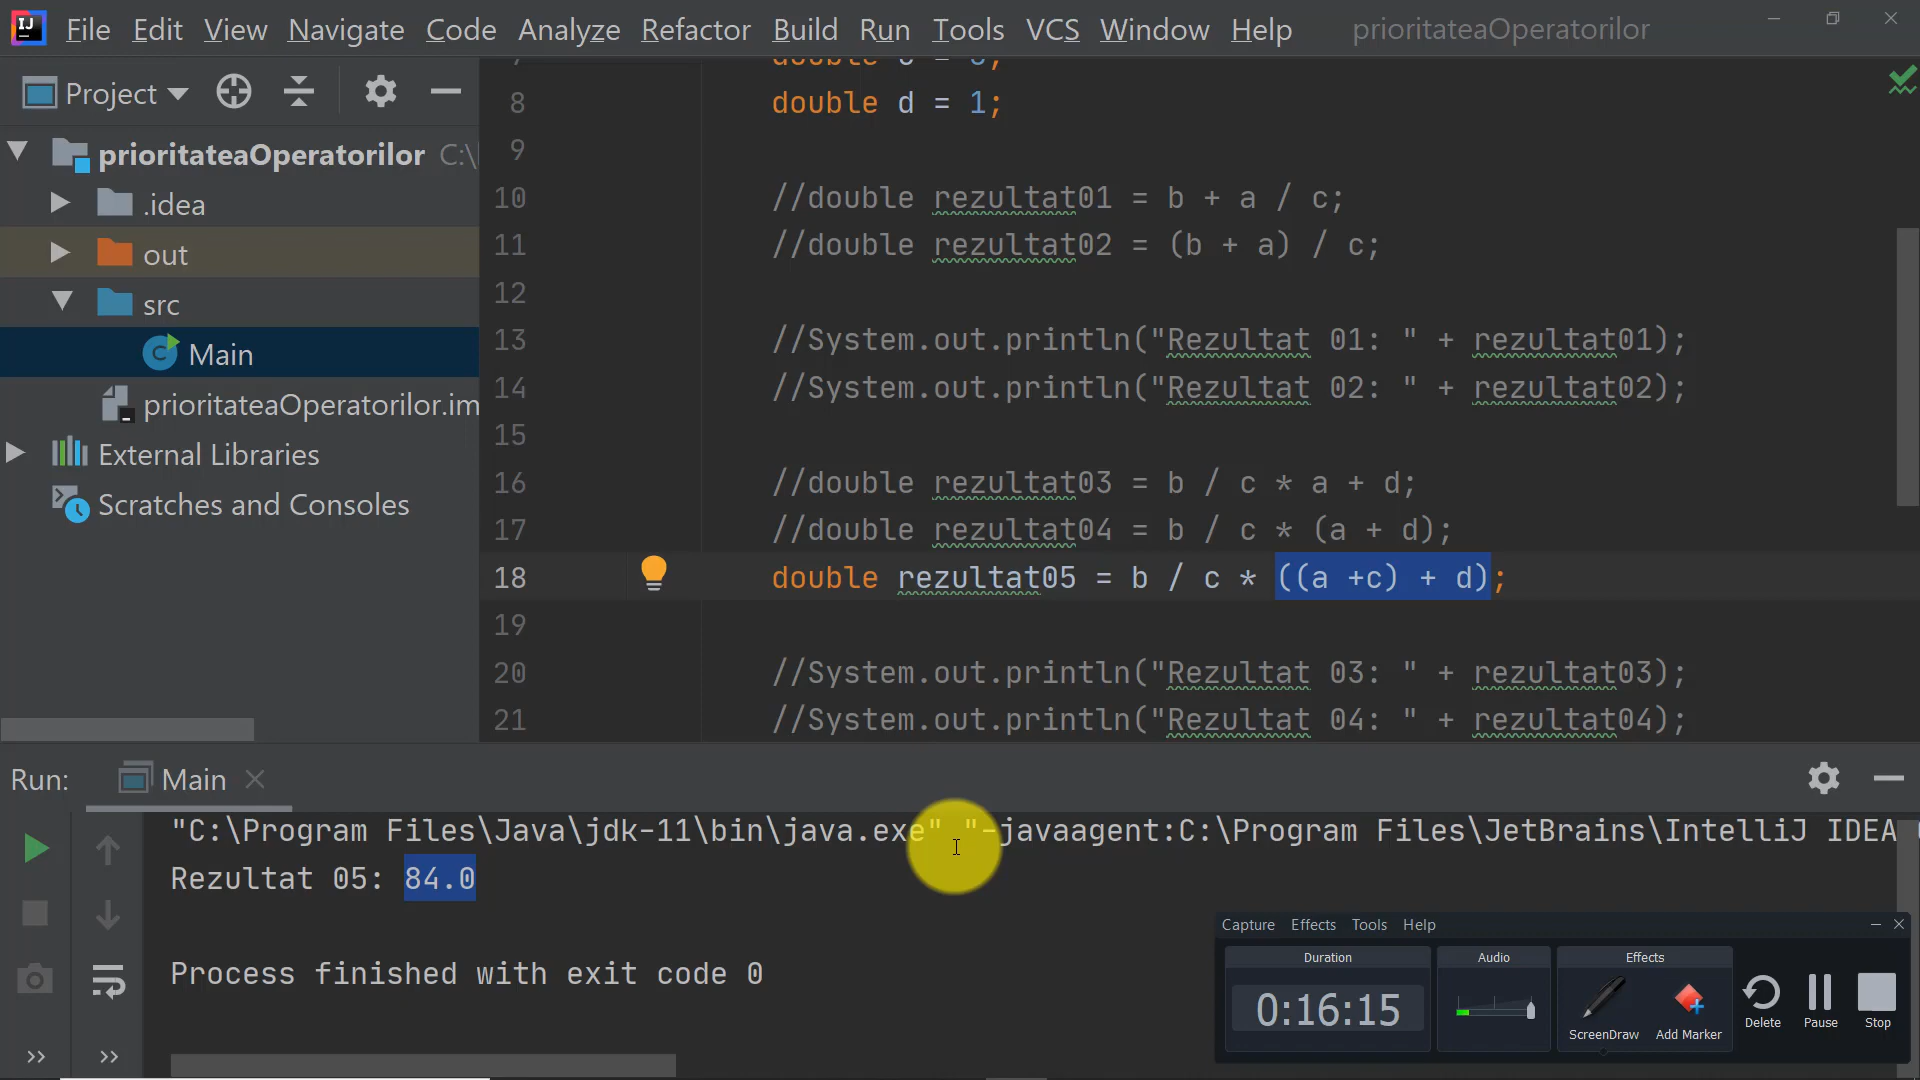 IJ File Edit View Navigate Code Analyze Refactor Build Run Tools VCS Window Help prioritateaOperatorilor
Project
prioritateaOperatorilor C:\
.idea
out
src
C Main
prioritateaOperatorilor.im
External Libraries
Scratches and Consoles
8 double d = 1;
9
10 //double rezultat01 = b + a / c;
11 //double rezultat02 = (b + a) / c;
12
13 //System.out.println("Rezultat 01: " + rezultat01);
14 //System.out.println("Rezultat 02: " + rezultat02);
15
16 //double rezultat03 = b / c * a + d;
17 //double rezultat04 = b / c * (a + d);
18 double rezultat05 = b / c * ((a +c) + d);
19
20 //System.out.println("Rezultat 03: " + rezultat03);
21 //System.out.println("Rezultat 04: " + rezultat04);
Run: Main
"C:\Program Files\Java\jdk-11\bin\java.exe" "-javaagent:C:\Program Files\JetBrains\IntelliJ IDEA
Rezultat 05: 84.0
Process finished with exit code 0
Capture Effects Tools Help
Duration Audio Effects
0:16:15
ScreenDraw Add Marker Delete Pause Stop